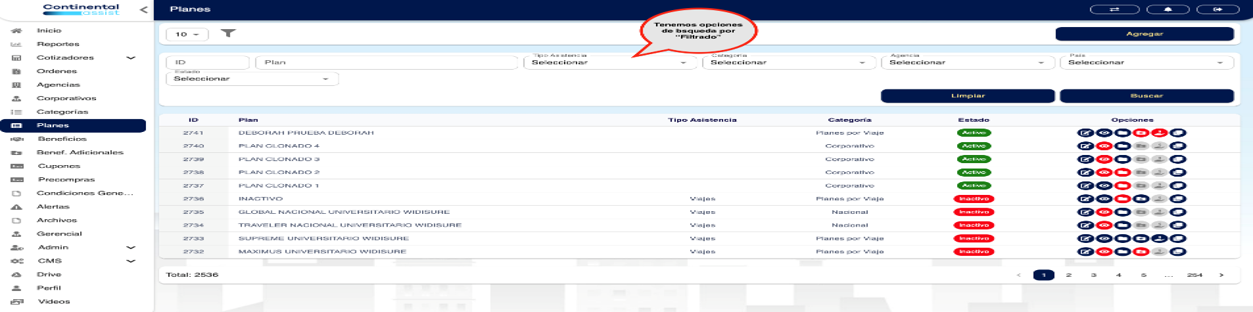 Continental
assist
Planes
Inicio
Reportes
Cotizadores
Ordenes
Agencias
Corporativos
Categorías
Planes
Beneficios
Benef. Adicionales
Cupones
Precompras
Condiciones Gene...
Alertas
Archivos
Gerencial
Admin
CMS
Drive
Perfil
Videos
Tenemos opciones
de bsqueda por
"Filtrado"
10
Agregar
ID
Plan
Tipo Asistencia
Seleccionar
Categoría
Seleccionar
Agencia
Seleccionar
País
Seleccionar
Estado
Seleccionar
Limpiar Buscar
ID Plan Tipo Asistencia Categoría Estado Opciones
2741 DEBORAH PRUEBA DEBORAH Planes por Viaje Activo
2740 PLAN CLONADO 4 Corporativo Activo
2739 PLAN CLONADO 3 Corporativo Activo
2738 PLAN CLONADO 2 Corporativo Activo
2737 PLAN CLONADO 1 Corporativo Activo
2736 INACTIVO Viajes Planes por Viaje Inactivo
2735 GLOBAL NACIONAL UNIVERSITARIO WIDISURE Viajes Nacional Inactivo
2734 TRAVELER NACIONAL UNIVERSITARIO WIDISURE Viajes Nacional Inactivo
2733 SUPREME UNIVERSITARIO WIDISURE Viajes Planes por Viaje Inactivo
2732 MAXIMUS UNIVERSITARIO WIDISURE Viajes Planes por Viaje Inactivo
Total: 2536
< 1 2 3 4 5 ... 254 >